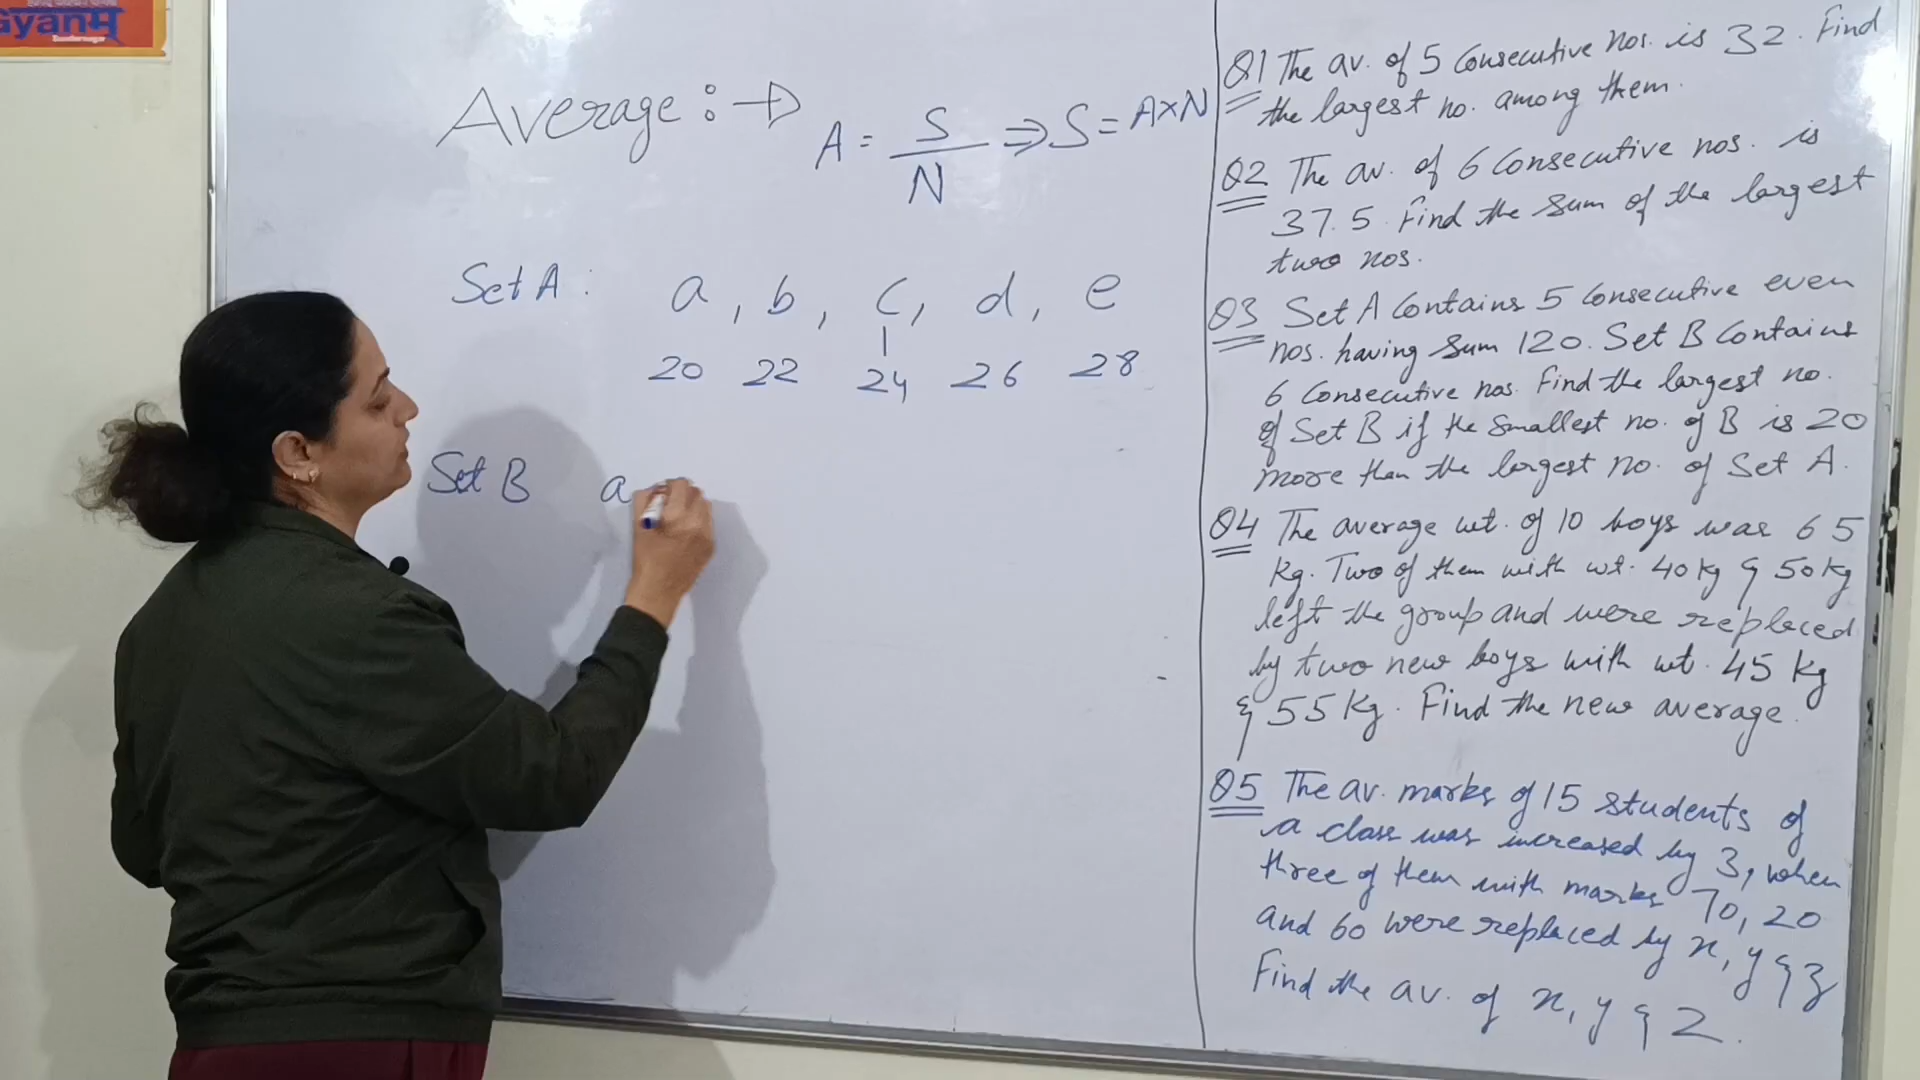 Gyanम्
Average :→ A = S/N ⇒ S = A×N
Set A : a, b, c, d, e
20 22 24 26 28
Set B a
Q1 The av. of 5 Consecutive nos. is 32. Find
the largest no. among them.
Q2 The av. of 6 Consecutive nos. is
37.5. Find the sum of the largest
two nos.
Q3 Set A Contains 5 Consecutive even
nos. having sum 120. Set B Contains
6 Consecutive nos. Find the largest no.
of Set B if the smallest no. of B is 20
more than the largest no. of Set A.
Q4 The average wt. of 10 boys was 65
kg. Two of them with wt. 40 kg & 50 kg
left the group and were replaced
by two new boys with wt. 45 kg
& 55 kg. Find the new average.
Q5 The av. marks of 15 students of
a class was increased by 3, when
three of them with marks 70, 20
and 60 were replaced by x, y & z
Find the av. of x, y & z.